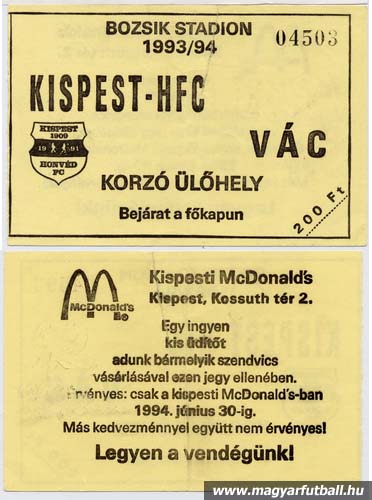 BOZSIK STADION
1993/94
04503
KISPEST-HFC
KISPEST
1909
19 91
HONVÉD
FC
VÁC
KORZÓ ÜLŐHELY
Bejárat a főkapun
200 Ft
McDonald's
Kispesti McDonald's
Kispest, Kossuth tér 2.
Egy ingyen
kis üdítőt
adunk bármelyik szendvics
vásárlásával ezen jegy ellenében.
Érvényes: csak a kispesti McDonald's-ban
1994. június 30-ig.
Más kedvezménnyel együtt nem érvényes!
Legyen a vendégünk!
www.magyarfutball.hu